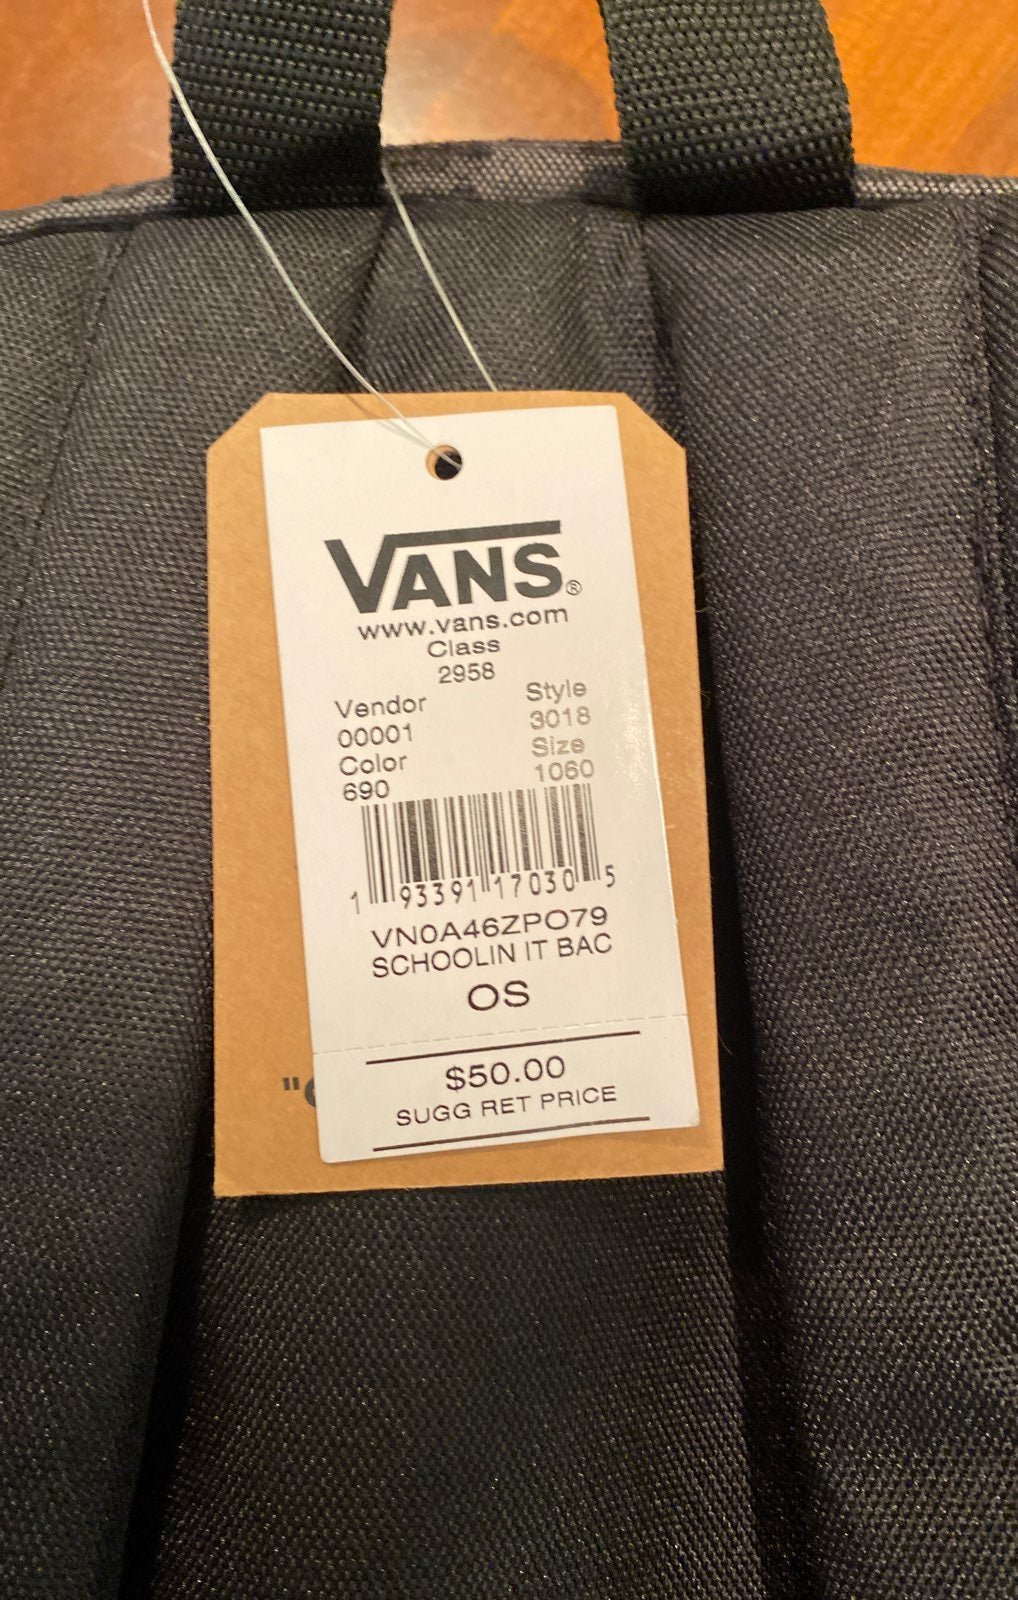 VANS®
www.vans.com
Class
2958
Vendor Style
00001 3018
Color Size
690 1060
1 93391 17030 5
VN0A46ZPO79
SCHOOLIN IT BAC
OS
$50.00
SUGG RET PRICE